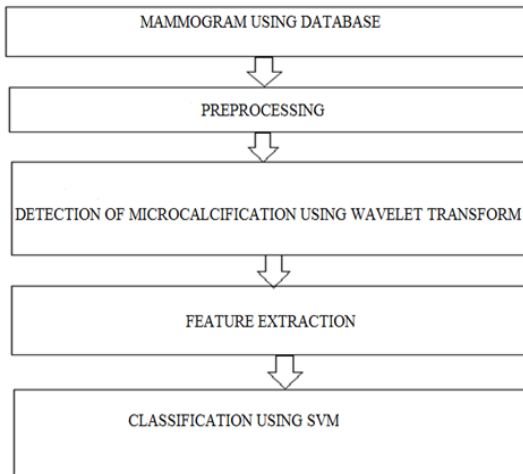 MAMMOGRAM USING DATABASE
PREPROCESSING
DETECTION OF MICROCALCIFICATION USING WAVELET TRANSFORM
FEATURE EXTRACTION
CLASSIFICATION USING SVM